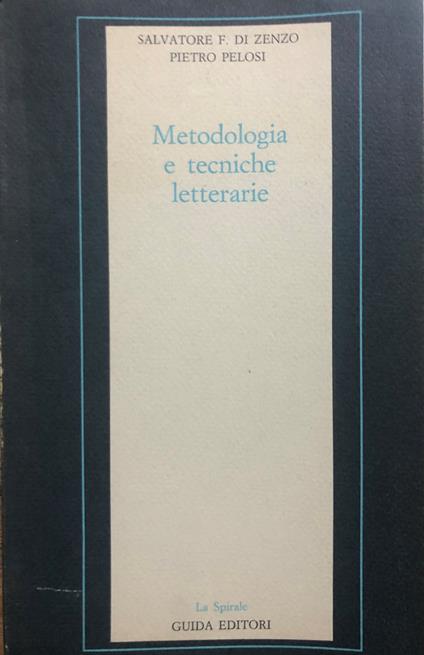 SALVATORE F. DI ZENZO
PIETRO PELOSI
Metodologia
e tecniche
letterarie
La Spirale
GUIDA EDITORI